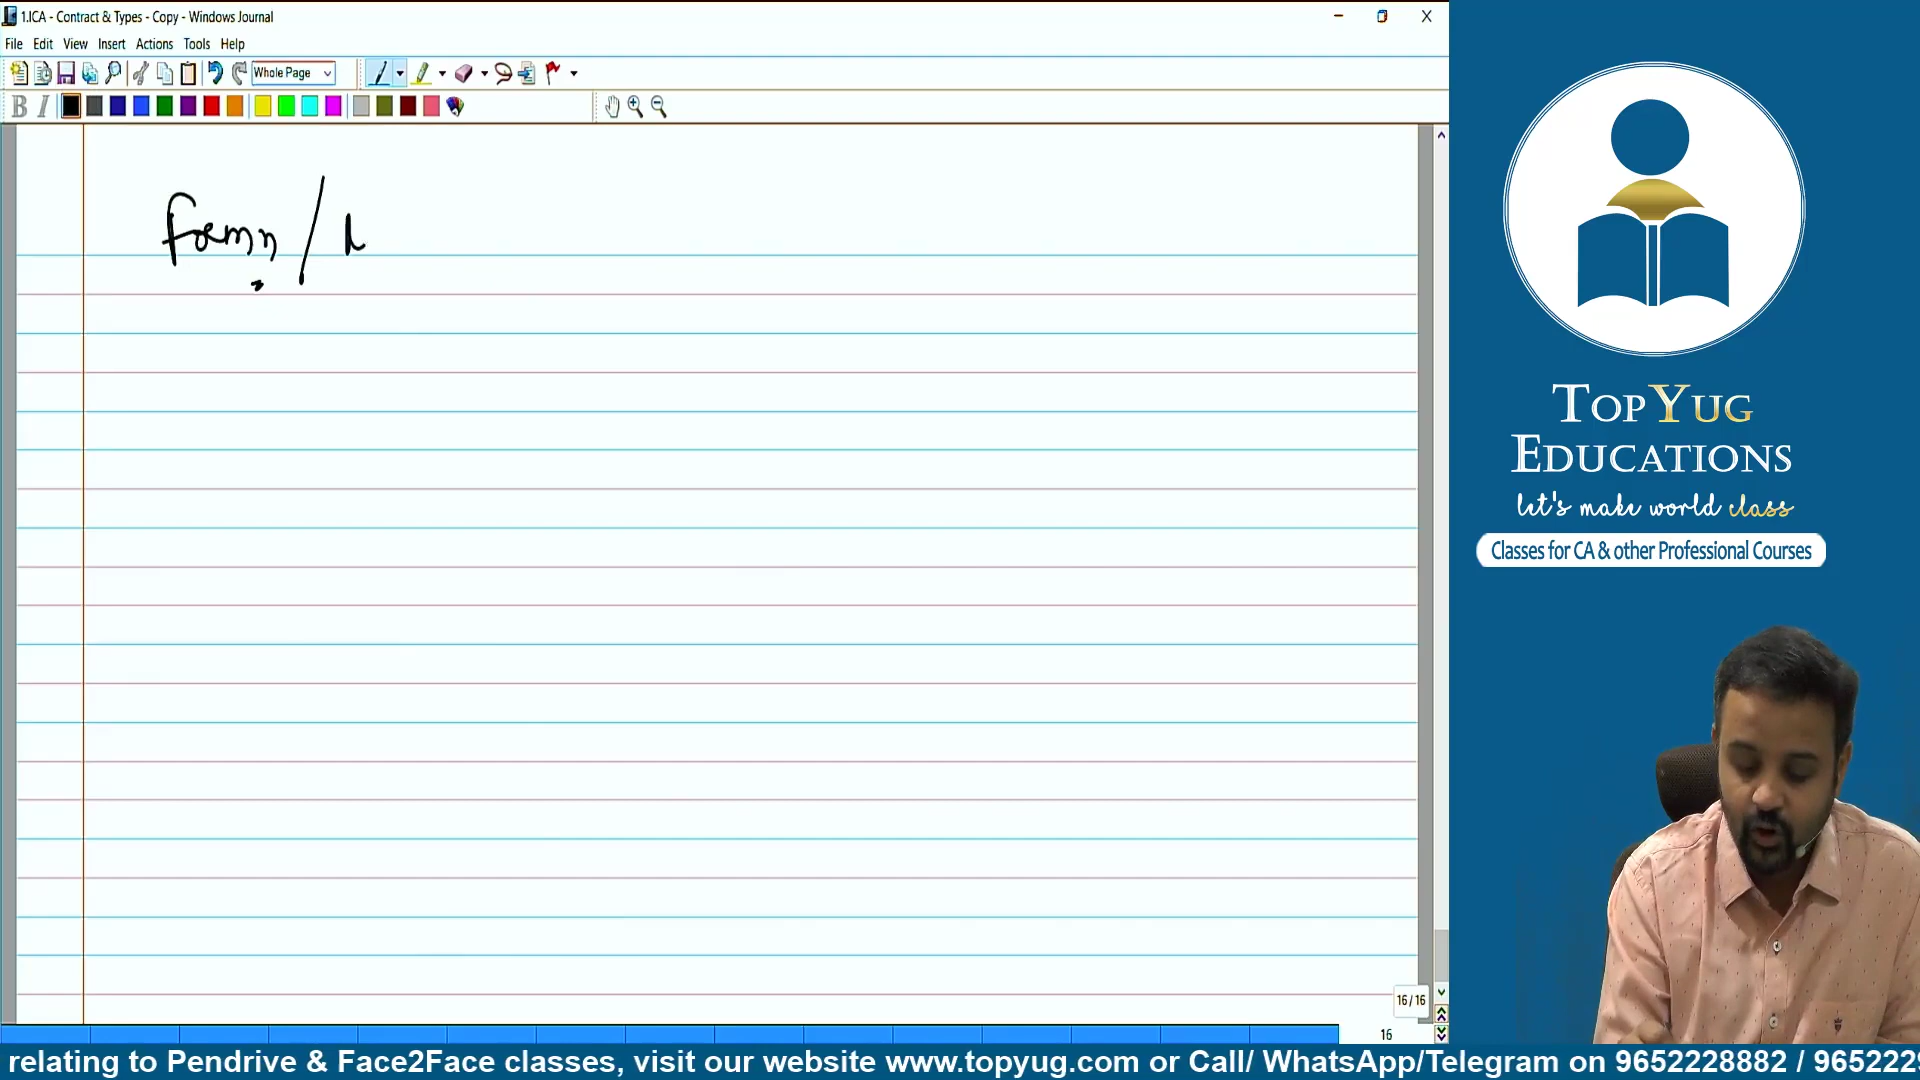 1.ICA - Contract & Types - Copy - Windows Journal
File Edit View Insert Actions Tools Help
Whole Page
B I
TOPYUG
EDUCATIONS
let's make world class
Classes for CA & other Professional Courses
16 / 16
16
relating to Pendrive & Face2Face classes, visit our website www.topyug.com or Call/ WhatsApp/Telegram on 9652228882 / 965222